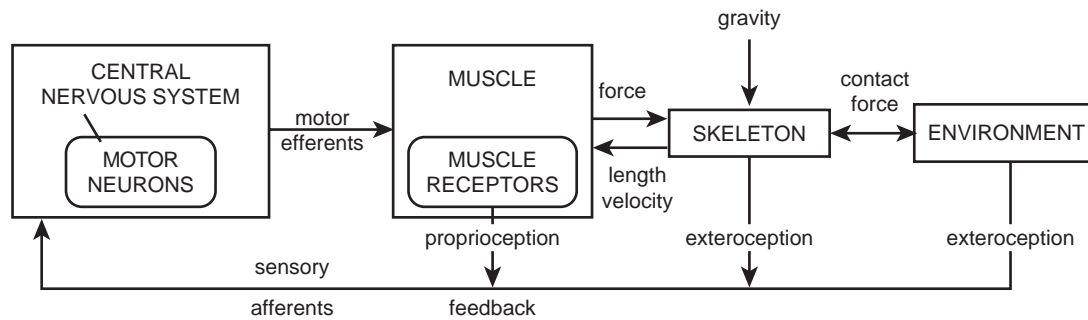 gravity
CENTRAL
NERVOUS SYSTEM
MOTOR
NEURONS
motor
efferents
MUSCLE
MUSCLE
RECEPTORS
force
length
velocity
SKELETON
contact
force
ENVIRONMENT
proprioception
exteroception
exteroception
sensory
afferents
feedback